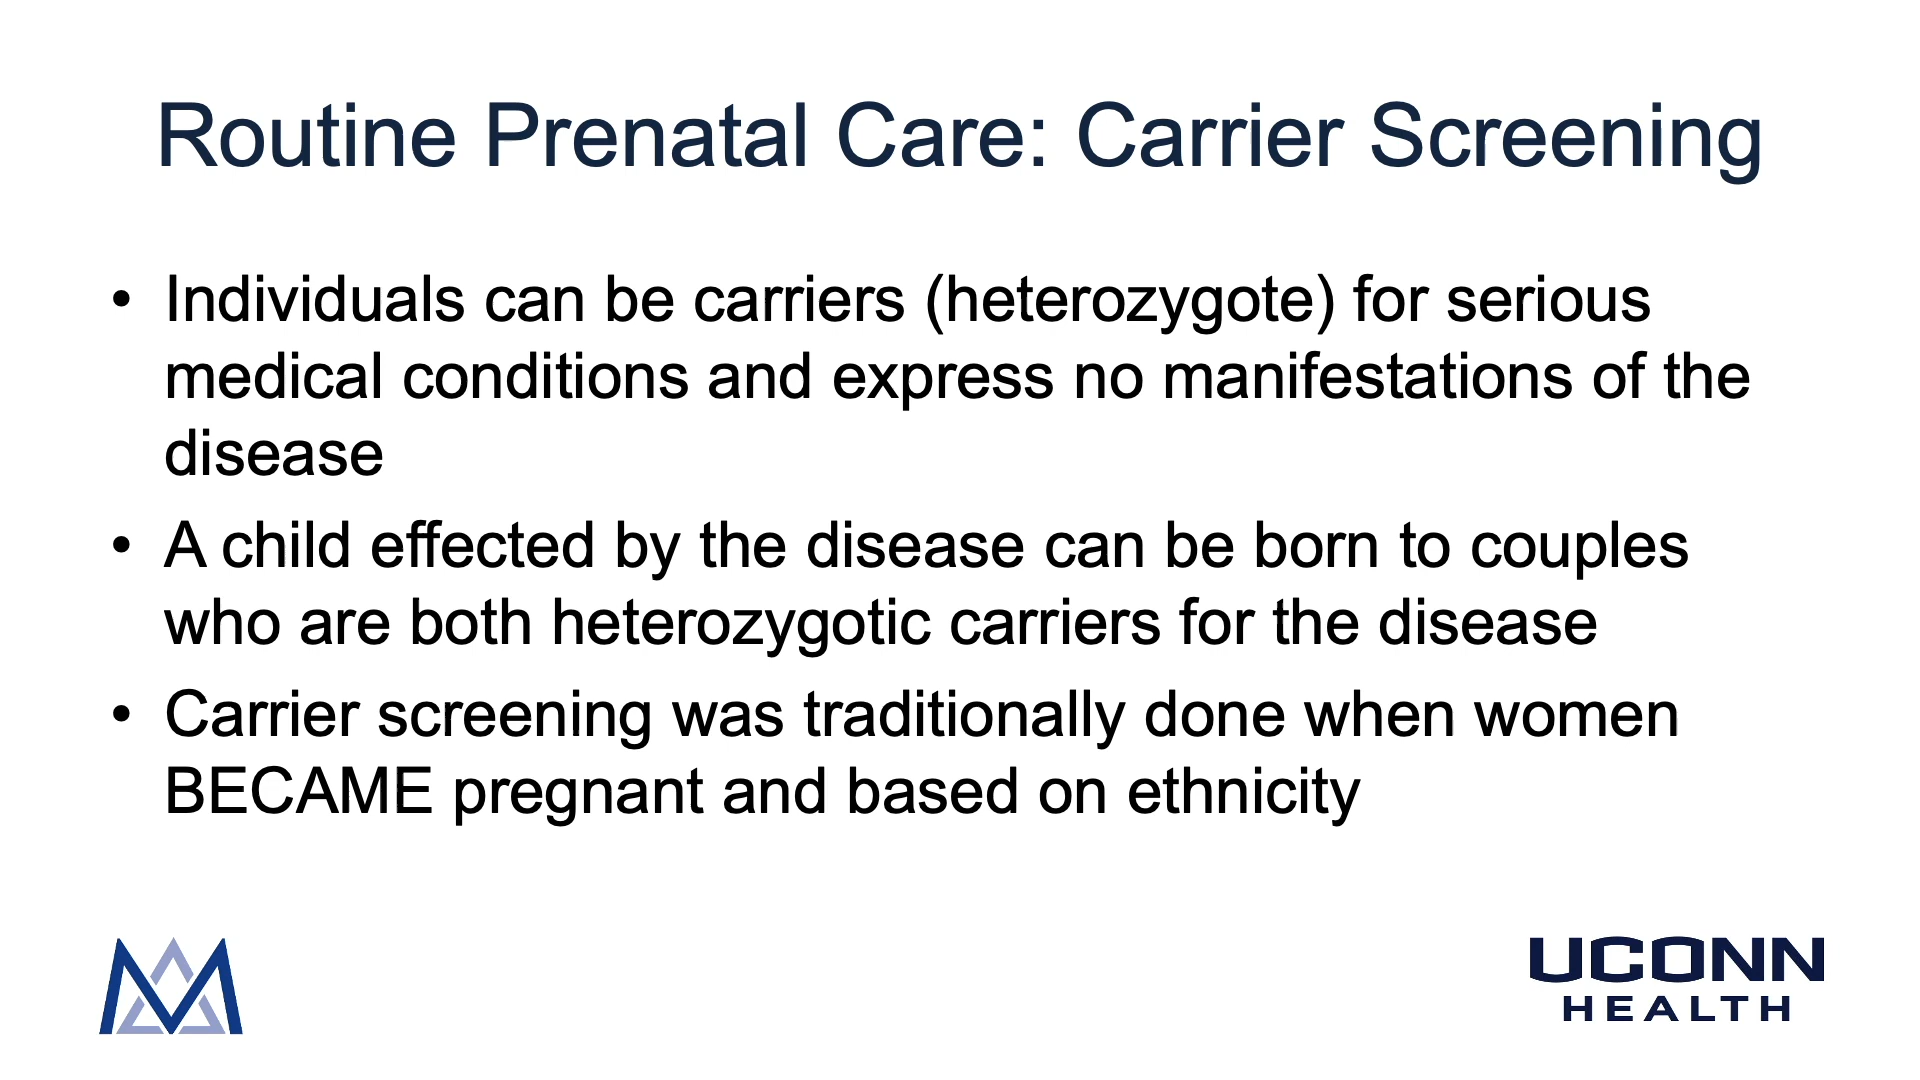 Routine Prenatal Care: Carrier Screening
• Individuals can be carriers (heterozygote) for serious
medical conditions and express no manifestations of the
disease
• A child effected by the disease can be born to couples
who are both heterozygotic carriers for the disease
• Carrier screening was traditionally done when women
BECAME pregnant and based on ethnicity
UCONN
HEALTH